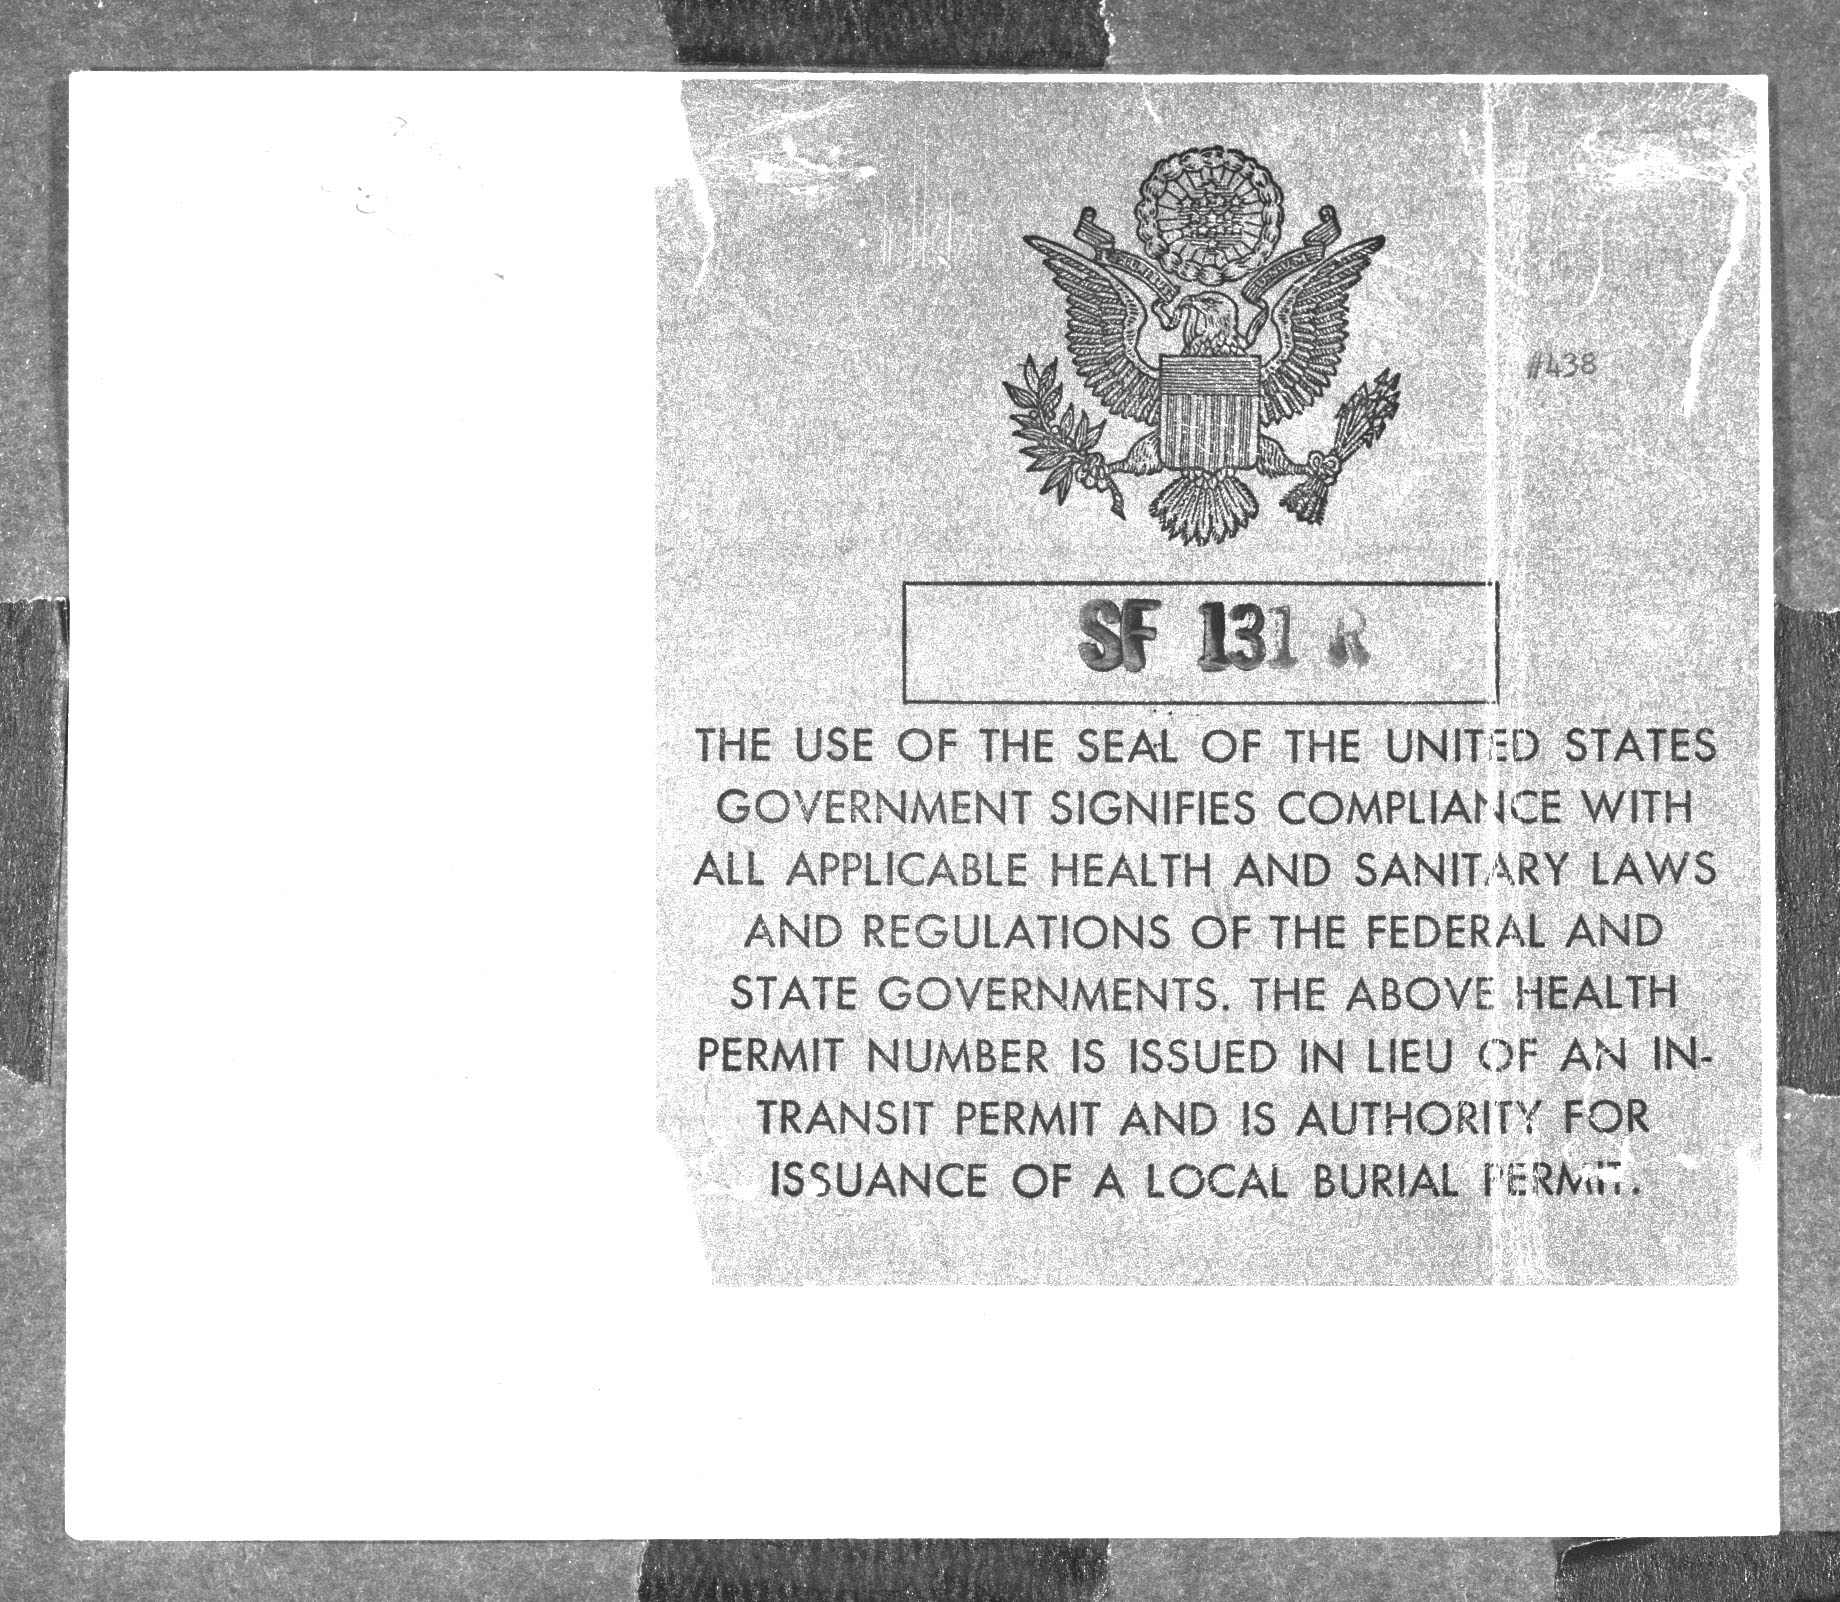 #438
SF 131 R
THE USE OF THE SEAL OF THE UNITED STATES
GOVERNMENT SIGNIFIES COMPLIANCE WITH
ALL APPLICABLE HEALTH AND SANITARY LAWS
AND REGULATIONS OF THE FEDERAL AND
STATE GOVERNMENTS. THE ABOVE HEALTH
PERMIT NUMBER IS ISSUED IN LIEU OF AN IN-
TRANSIT PERMIT AND IS AUTHORITY FOR
ISSUANCE OF A LOCAL BURIAL PERMIT.